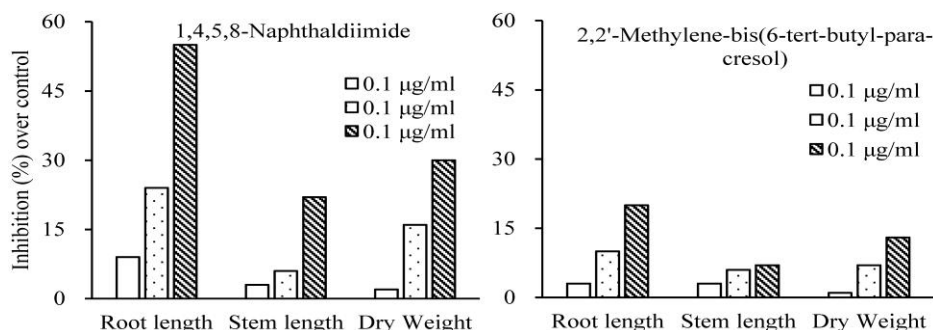 1,4,5,8-Naphthaldiimide
0.1 µg/ml
0.1 µg/ml
0.1 µg/ml
Inhibition (%) over control
60
45
30
15
0
Root length Stem length Dry Weight
2,2'-Methylene-bis(6-tert-butyl-para-
cresol)
0.1 µg/ml
0.1 µg/ml
0.1 µg/ml
60
45
30
15
0
Root length Stem length Dry Weight